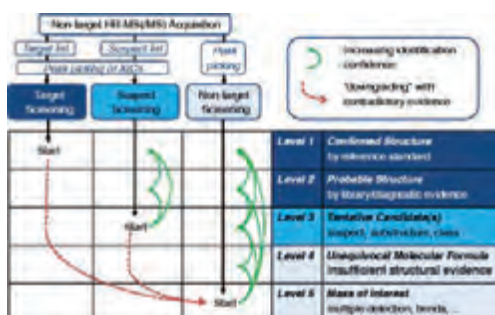 Non-target HR-MS(/MS) Acquisition
Target list
Suspect list
Peak picking
Peak picking or XICs
Target Screening
Suspect Screening
Non-target Screening
Increasing identification confidence
"downgrading" with contradictory evidence
Start
Start
Start
Level 1 Confirmed Structure
by reference standard
Level 2 Probable Structure
by library/diagnostic evidence
Level 3 Tentative Candidate(s)
suspect, substructure, class
Level 4 Unequivocal Molecular Formula
insufficient structural evidence
Level 5 Mass of Interest
multiple detection, trends, ...